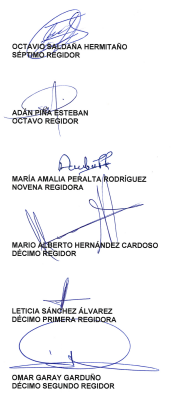 OCTAVIO SALDAÑA HERMITAÑO
SÉPTIMO REGIDOR
ADÁN PIÑA ESTEBAN
OCTAVO REGIDOR
MARÍA AMALIA PERALTA RODRÍGUEZ
NOVENA REGIDORA
MARIO ALBERTO HERNÁNDEZ CARDOSO
DÉCIMO REGIDOR
LETICIA SÁNCHEZ ÁLVAREZ
DÉCIMO PRIMERA REGIDORA
OMAR GARAY GARDUÑO
DÉCIMO SEGUNDO REGIDOR